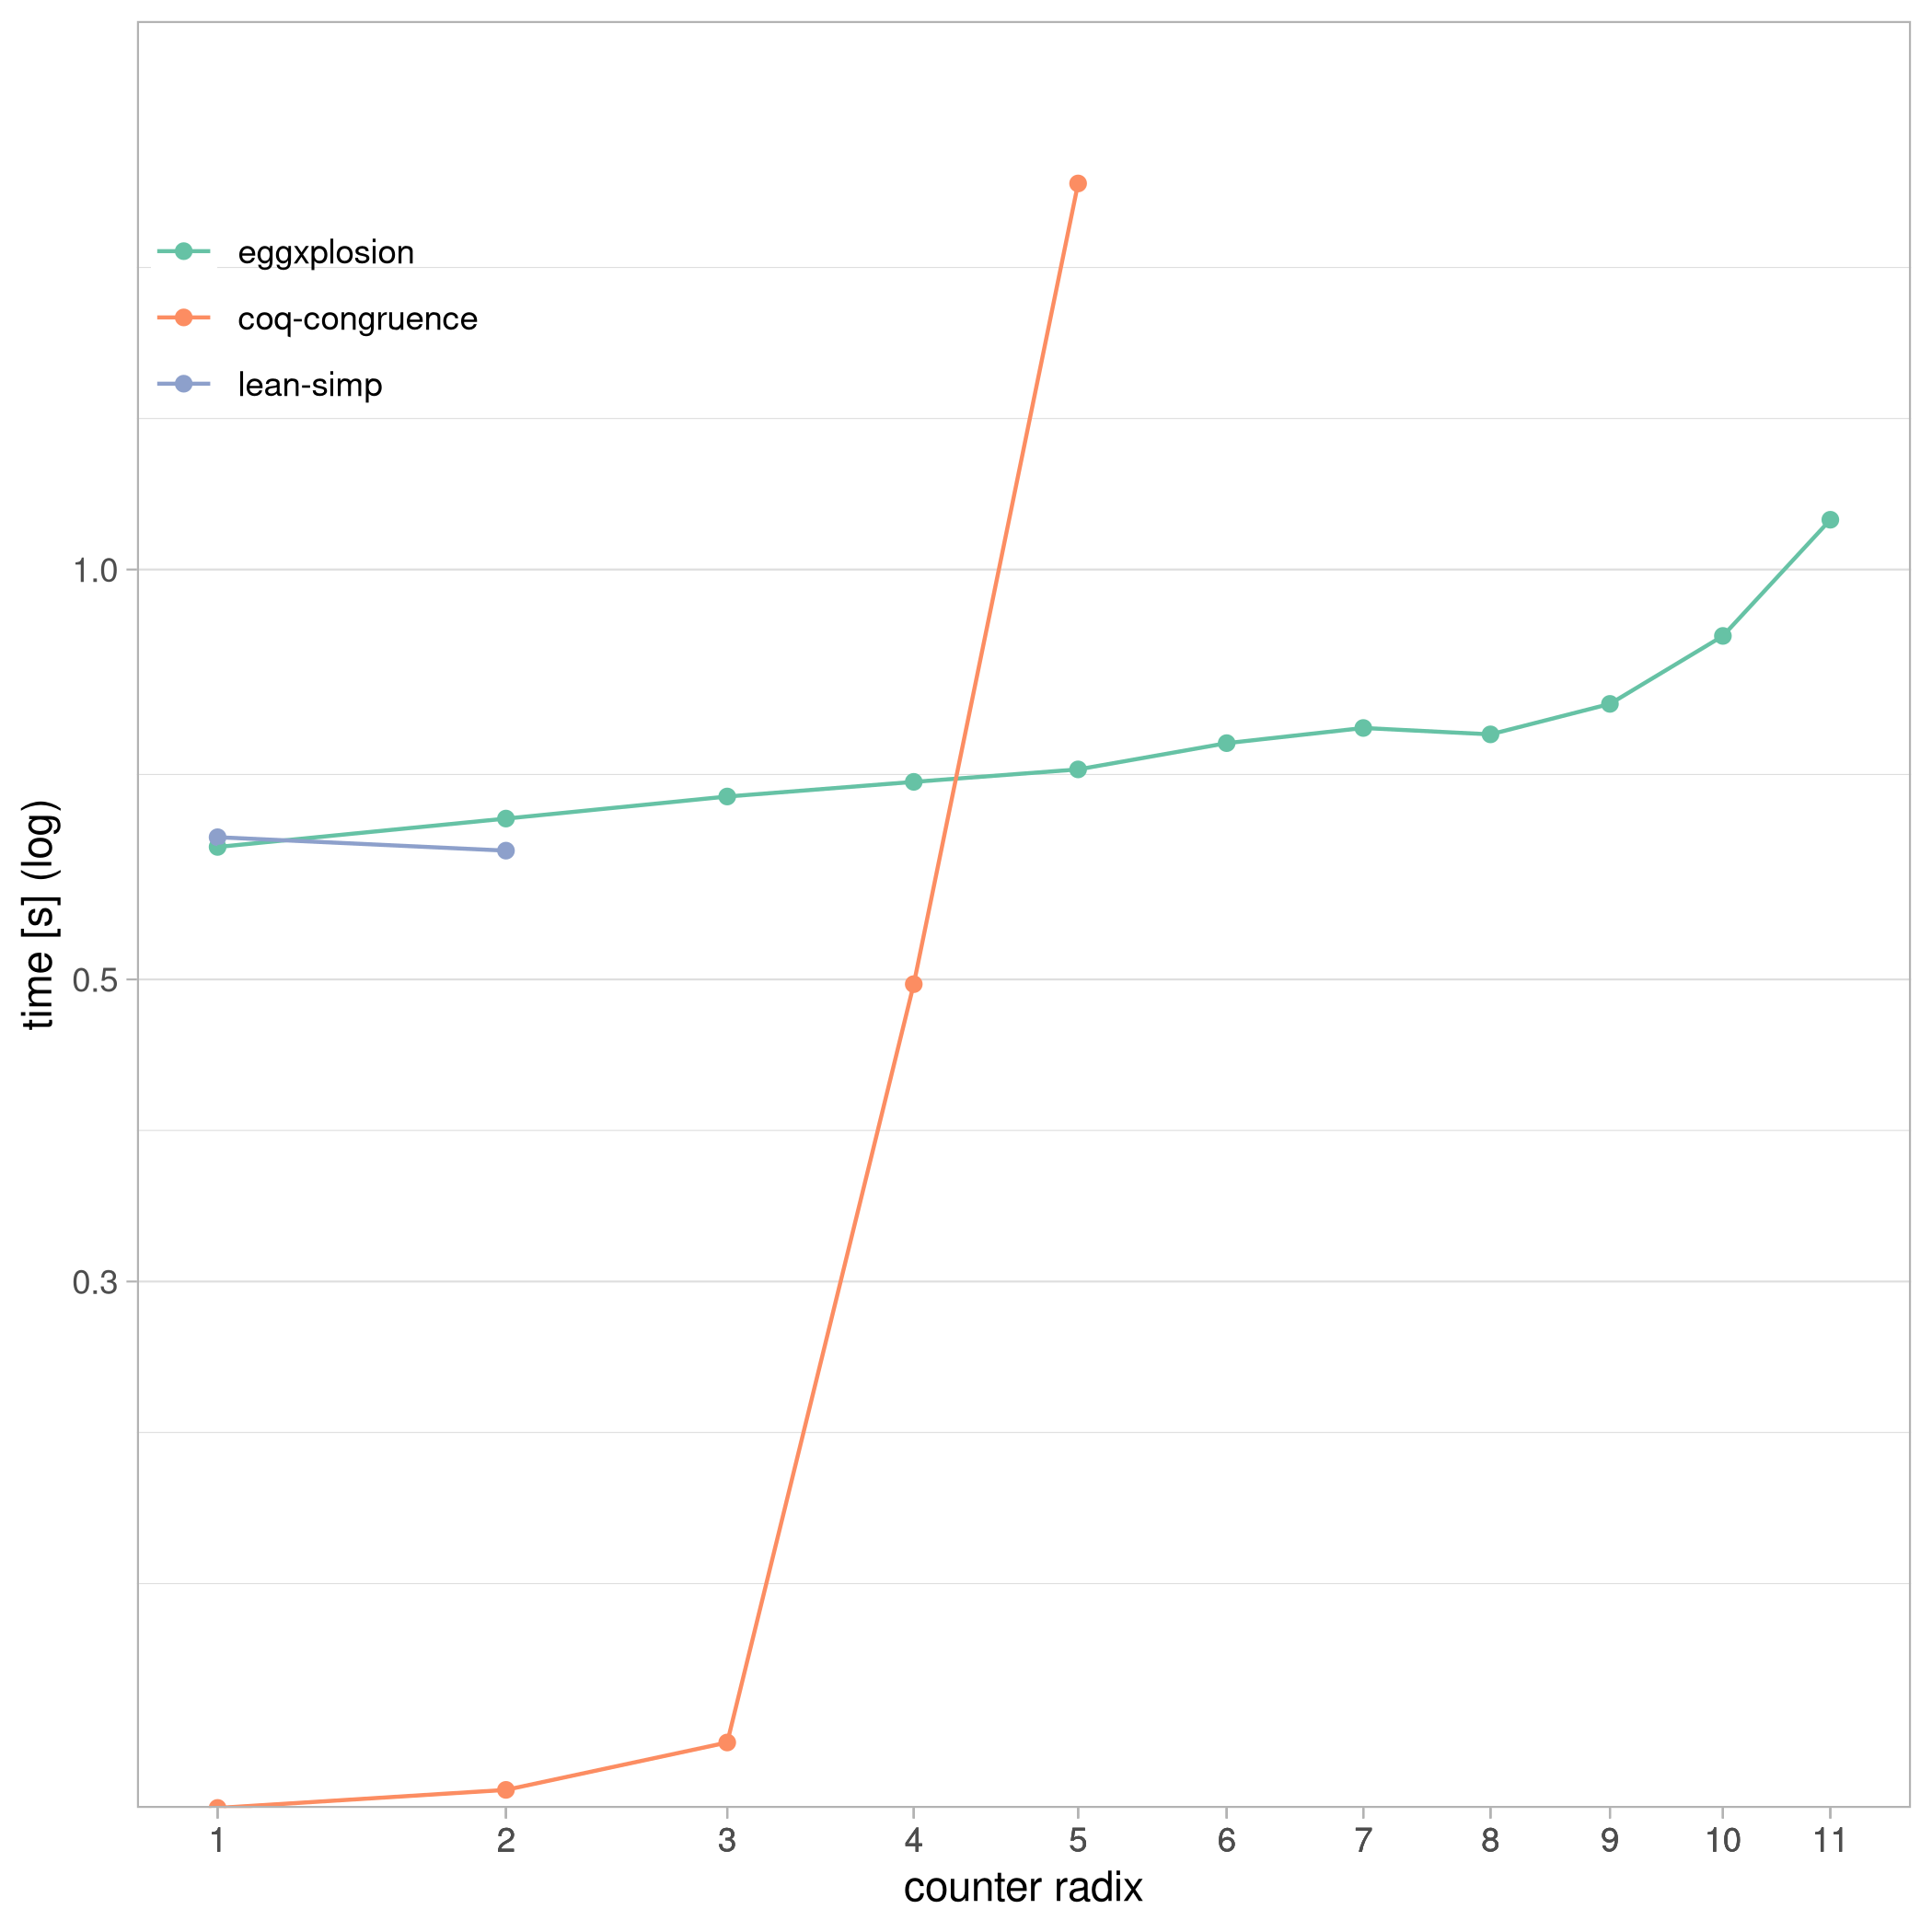 eggxplosion
coq-congruence
lean-simp
1.0
0.5
0.3
time [s] (log)
1 2 3 4 5 6 7 8 9 10 11
counter radix